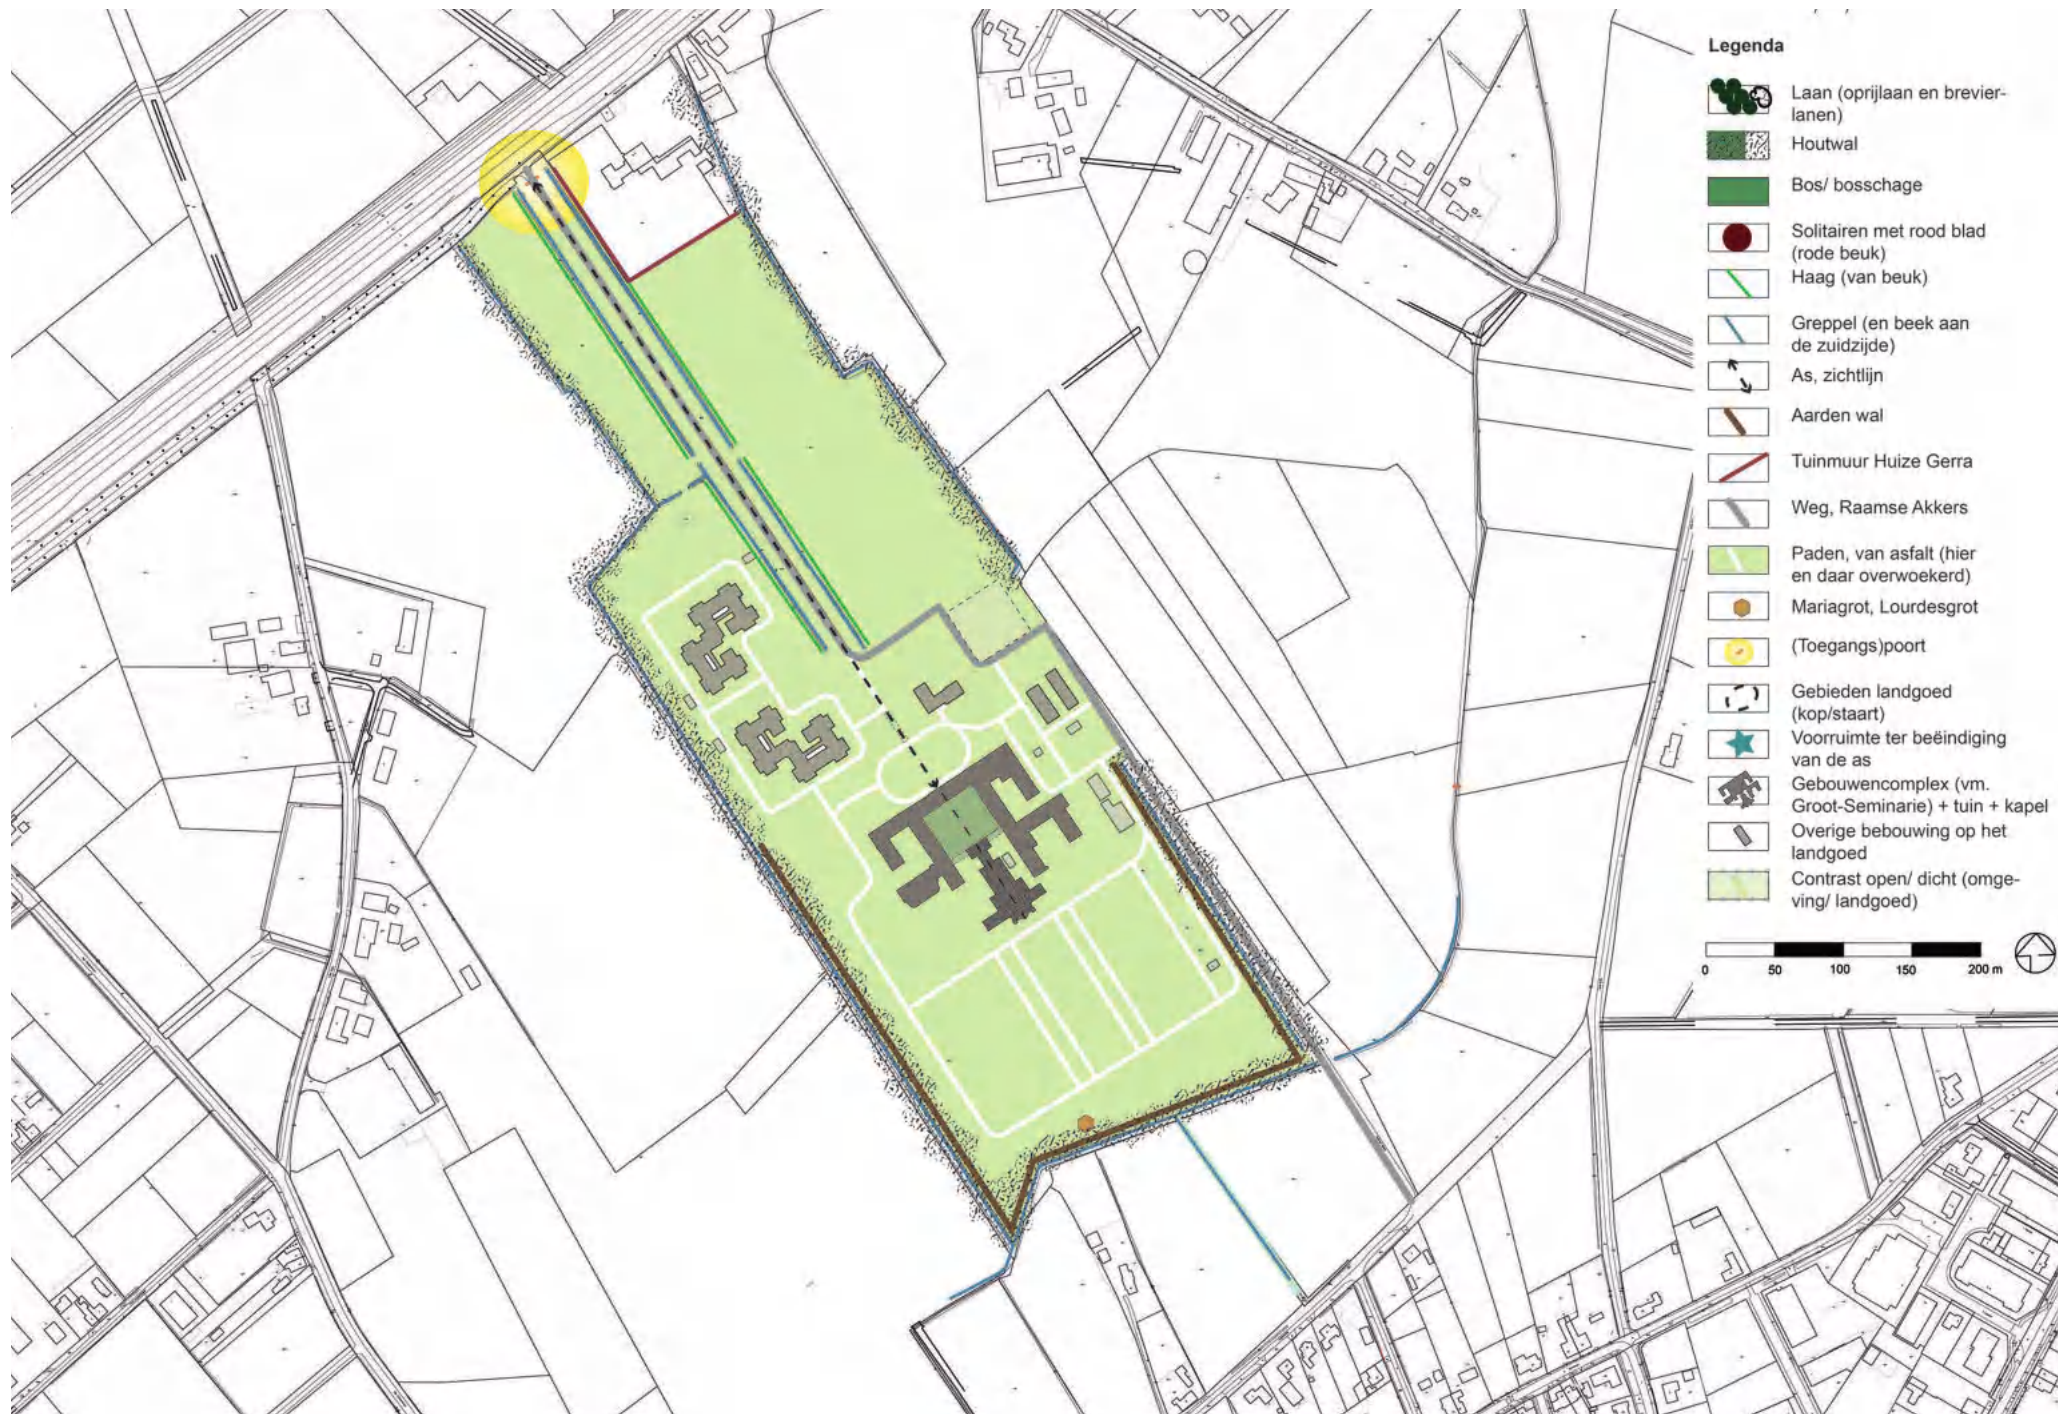 Legenda
Laan (oprijlaan en brevier-
lanen)
Houtwal
Bos/ bosschage
Solitairen met rood blad
(rode beuk)
Haag (van beuk)
Greppel (en beek aan
de zuidzijde)
As, zichtlijn
Aarden wal
Tuinmuur Huize Gerra
Weg, Raamse Akkers
Paden, van asfalt (hier
en daar overwoekerd)
Mariagrot, Lourdesgrot
(Toegangs)poort
Gebieden landgoed
(kop/staart)
Voorruimte ter beëindiging
van de as
Gebouwencomplex (vm.
Groot-Seminarie) + tuin + kapel
Overige bebouwing op het
landgoed
Contrast open/ dicht (omge-
ving/ landgoed)
0 50 100 150 200 m